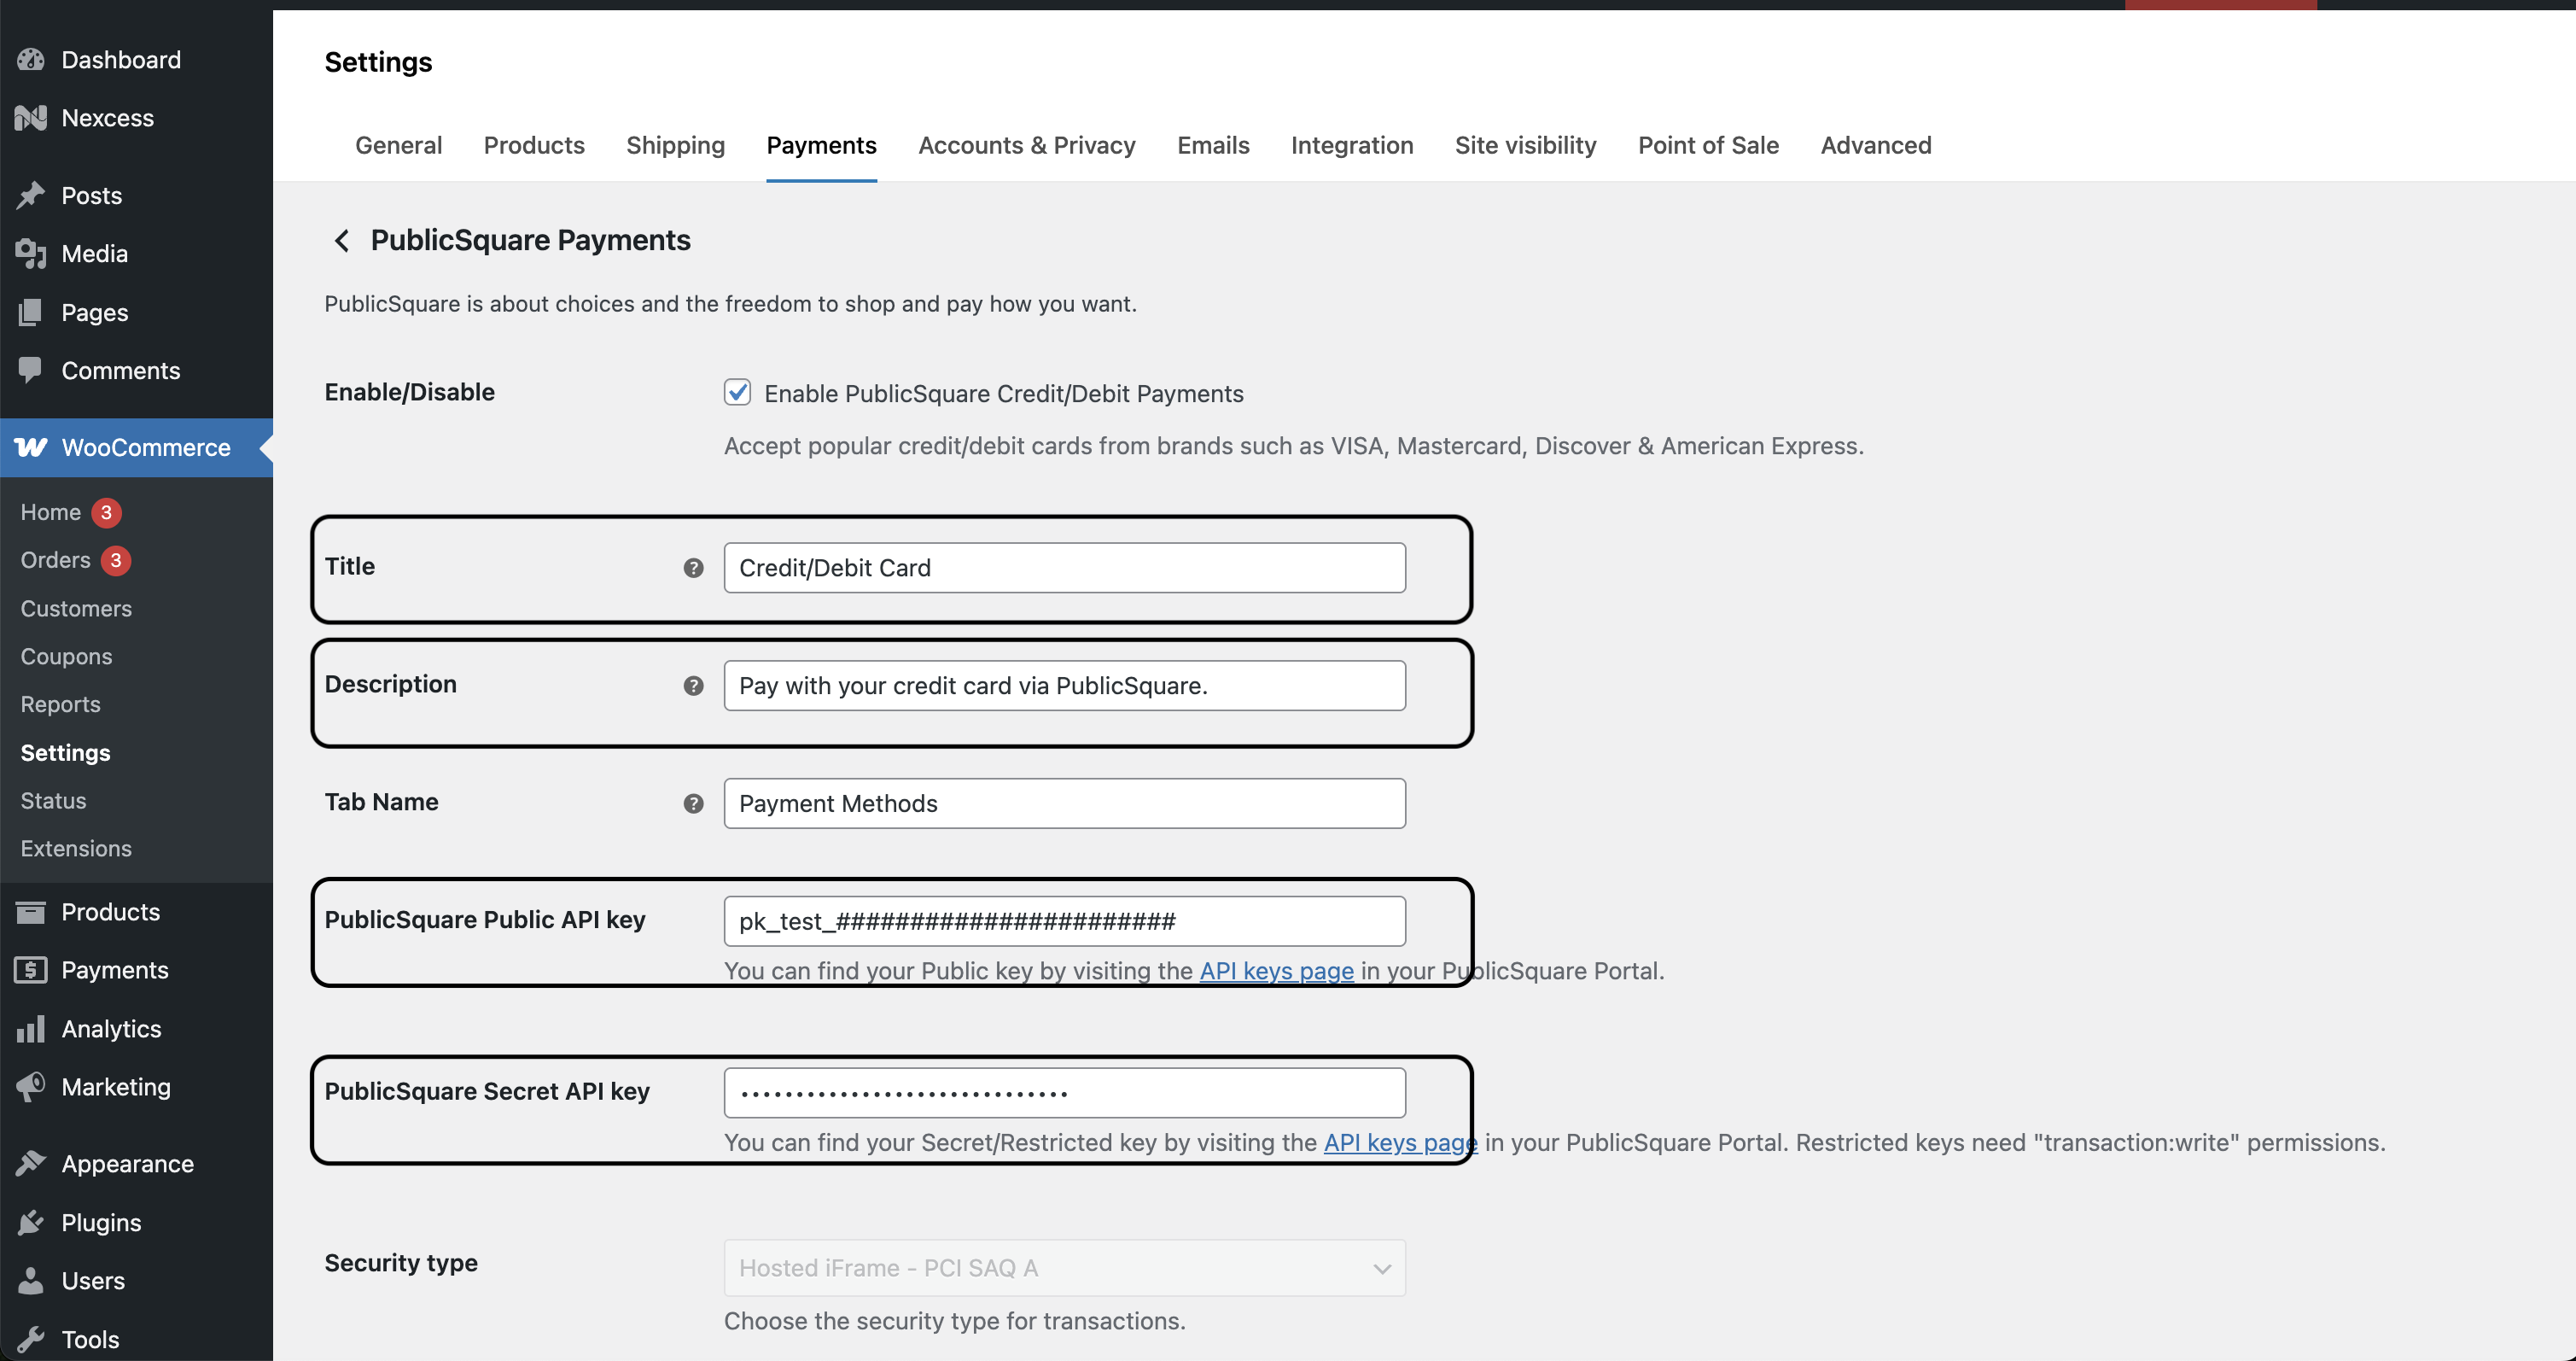 Dashboard
Nexcess
Posts
Media
Pages
Comments
WooCommerce
Home 3
Orders 3
Customers
Coupons
Reports
Settings
Status
Extensions
Products
Payments
Analytics
Marketing
Appearance
Plugins
Users
Tools
Settings
General Products Shipping Payments Accounts & Privacy Emails Integration Site visibility Point of Sale Advanced
PublicSquare Payments
PublicSquare is about choices and the freedom to shop and pay how you want.
Enable/Disable Enable PublicSquare Credit/Debit Payments
Accept popular credit/debit cards from brands such as VISA, Mastercard, Discover & American Express.
Title ? Credit/Debit Card
Description ? Pay with your credit card via PublicSquare.
Tab Name ? Payment Methods
PublicSquare Public API key pk_test_#######################
You can find your Public key by visiting the API keys page in your PublicSquare Portal.
PublicSquare Secret API key ••••••••••••••••••••••••••••••
You can find your Secret/Restricted key by visiting the API keys page in your PublicSquare Portal. Restricted keys need "transaction:write" permissions.
Security type Hosted iFrame - PCI SAQ A
Choose the security type for transactions.